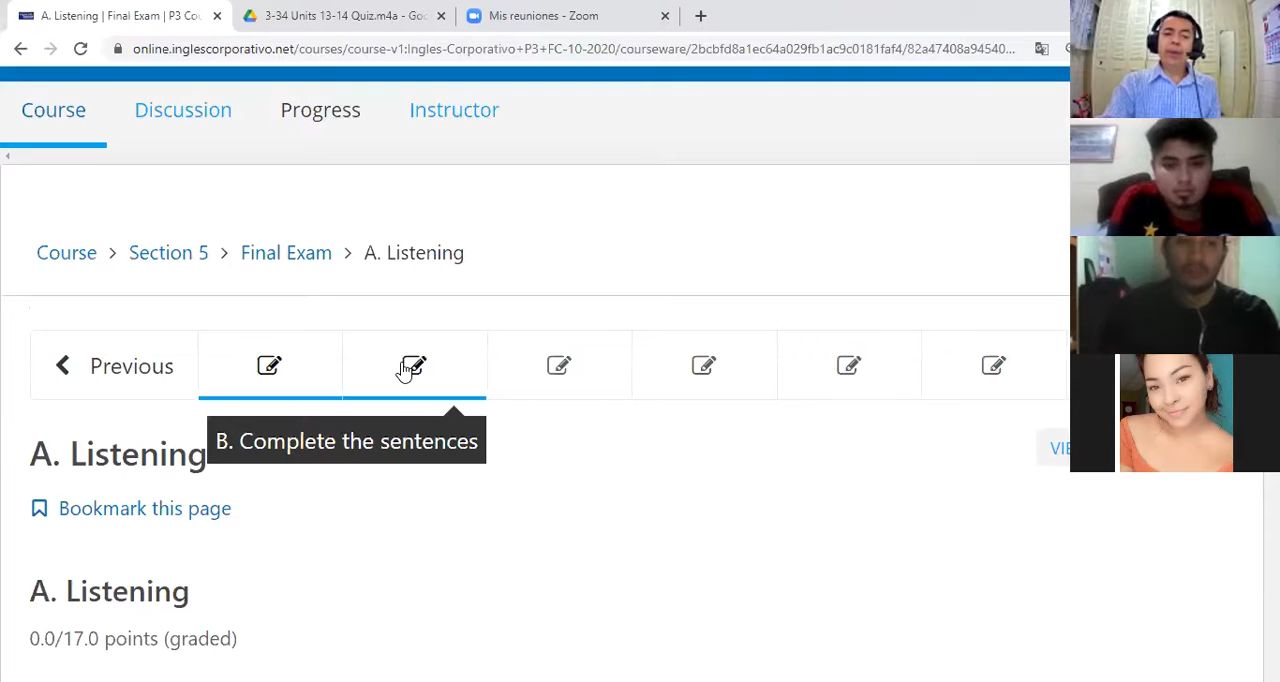 A. Listening | Final Exam | P3 Cou
3-34 Units 13-14 Quiz.m4a - Goo
Mis reuniones - Zoom
online.inglescorporativo.net/courses/course-v1:Ingles-Corporativo+P3+FC-10-2020/courseware/2bcbfd8a1ec64a029fb1ac9c0181faf4/82a47408a94540...
Course
Discussion
Progress
Instructor
Course > Section 5 > Final Exam > A. Listening
Previous
B. Complete the sentences
A. Listening
VIE
Bookmark this page
A. Listening
0.0/17.0 points (graded)